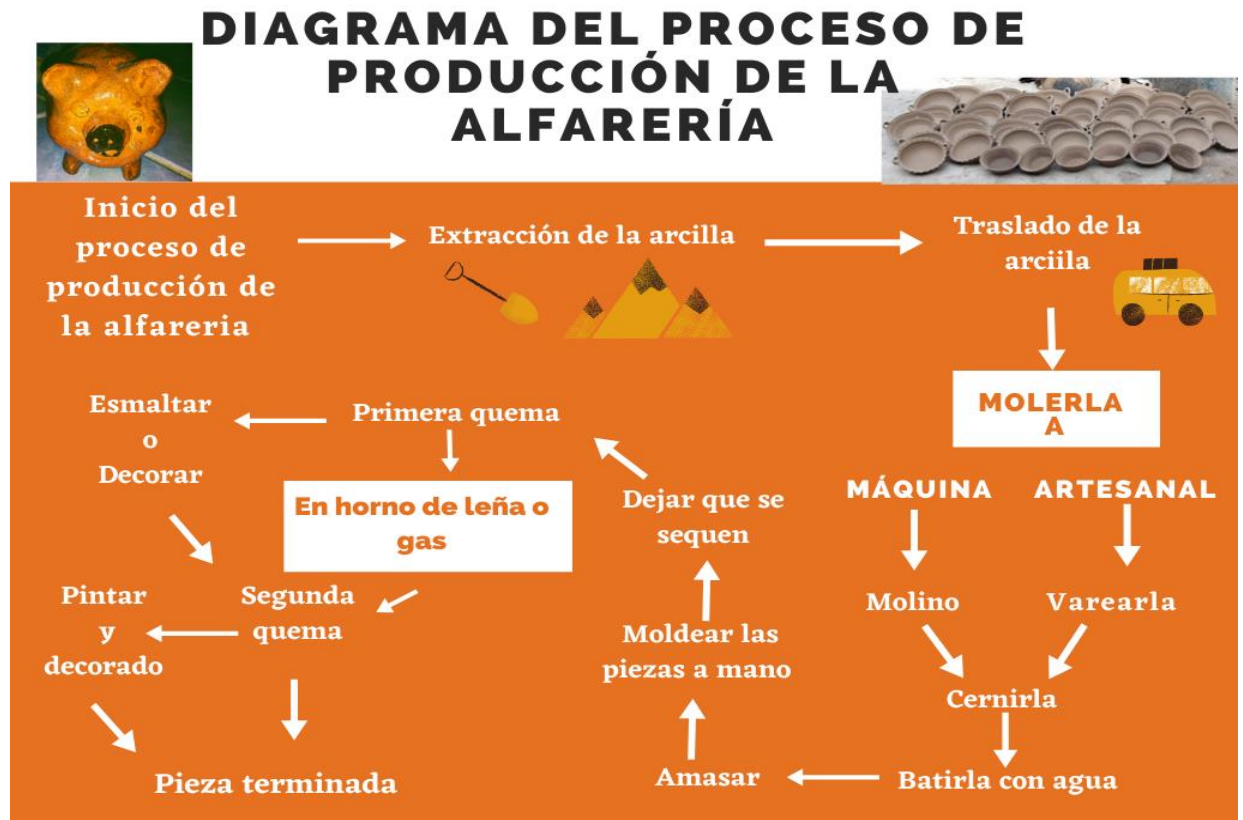 DIAGRAMA DEL PROCESO DE
PRODUCCIÓN DE LA
ALFARERÍA
Inicio del
proceso de
producción de
la alfareria
Extracción de la arcilla
Traslado de la
arciila
MOLERLA
A
MÁQUINA
ARTESANAL
Molino
Varearla
Cernirla
Batirla con agua
Amasar
Moldear las
piezas a mano
Dejar que se
sequen
Primera quema
En horno de leña o
gas
Esmaltar
o
Decorar
Segunda
quema
Pintar
y
decorado
Pieza terminada